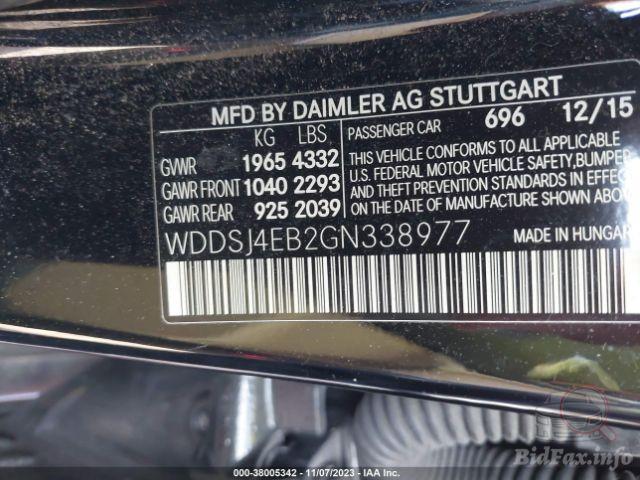 MFD BY DAIMLER AG STUTTGART
KG LBS
PASSENGER CAR 696 12/15
GVWR 1965 4332
GAWR FRONT 1040 2293
GAWR REAR 925 2039
THIS VEHICLE CONFORMS TO ALL APPLICABLE
U.S. FEDERAL MOTOR VEHICLE SAFETY, BUMPER
AND THEFT PREVENTION STANDARDS IN EFFEC
ON THE DATE OF MANUFACTURE SHOWN ABOV
WDDSJ4EB2GN338977
MADE IN HUNGAR
BidFax.info
000-38005342 - 11/07/2023 - IAA Inc.